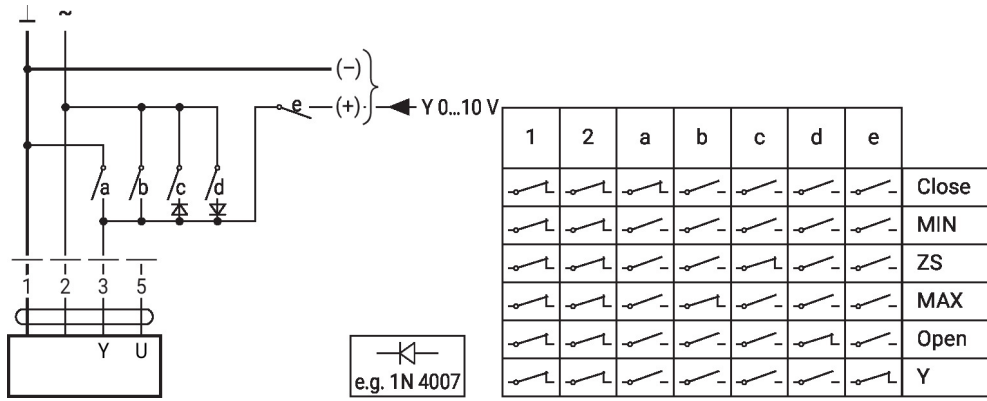 ⊥ ~
(−)
e (+) Y 0...10 V
a b c d
1 2 3 5
Y U
e.g. 1N 4007
1 2 a b c d e
Close
MIN
ZS
MAX
Open
Y